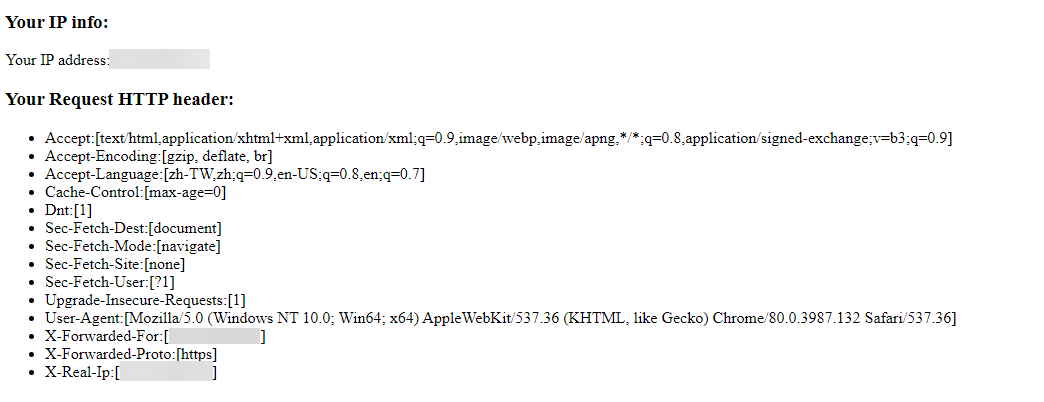 Your IP info:
Your IP address:
Your Request HTTP header:
Accept:[text/html,application/xhtml+xml,application/xml;q=0.9,image/webp,image/apng,*/*;q=0.8,application/signed-exchange;v=b3;q=0.9]
Accept-Encoding:[gzip, deflate, br]
Accept-Language:[zh-TW,zh;q=0.9,en-US;q=0.8,en;q=0.7]
Cache-Control:[max-age=0]
Dnt:[1]
Sec-Fetch-Dest:[document]
Sec-Fetch-Mode:[navigate]
Sec-Fetch-Site:[none]
Sec-Fetch-User:[?1]
Upgrade-Insecure-Requests:[1]
User-Agent:[Mozilla/5.0 (Windows NT 10.0; Win64; x64) AppleWebKit/537.36 (KHTML, like Gecko) Chrome/80.0.3987.132 Safari/537.36]
X-Forwarded-For:[ ]
X-Forwarded-Proto:[https]
X-Real-Ip:[ ]